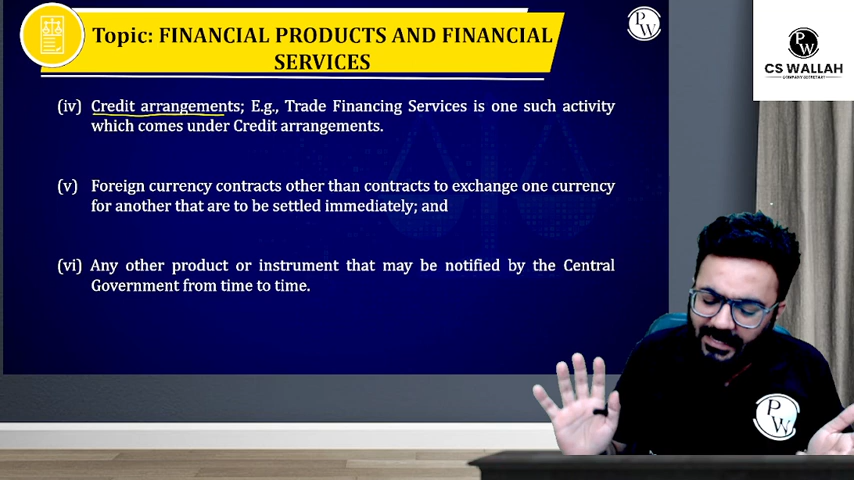 Topic: FINANCIAL PRODUCTS AND FINANCIAL
SERVICES
(iv) Credit arrangements; E.g., Trade Financing Services is one such activity
which comes under Credit arrangements.
(v) Foreign currency contracts other than contracts to exchange one currency
for another that are to be settled immediately; and
(vi) Any other product or instrument that may be notified by the Central
Government from time to time.
P
W
P
W
CS WALLAH
COMPANY SECRETARY
P
W